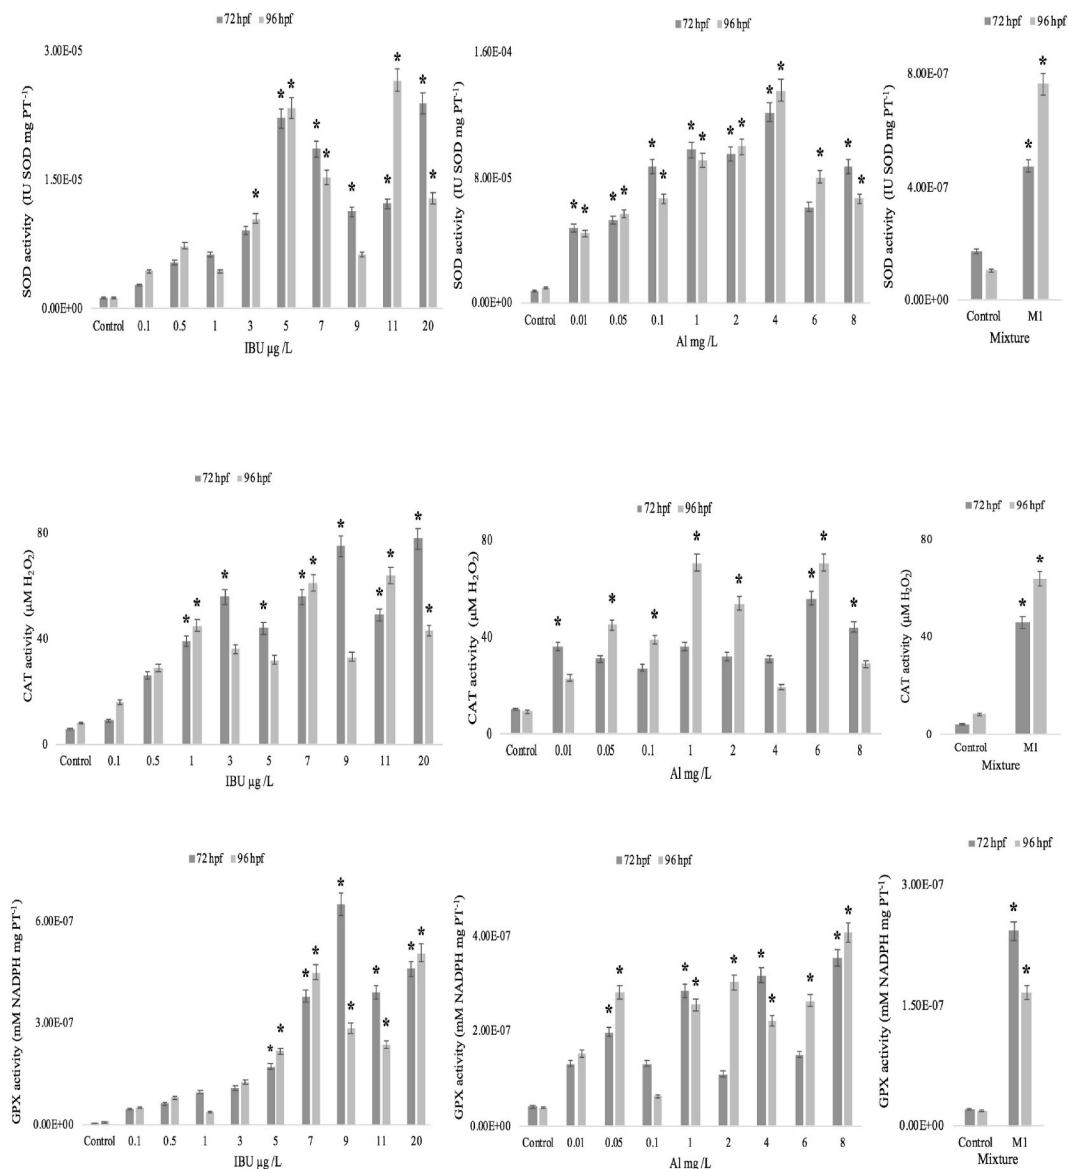 72 hpf 96 hpf
3.00E-05
1.50E-05
0.00E+00
SOD activity (IU SOD mg PT-1)
* * * * * * * * * *
Control 0.1 0.5 1 3 5 7 9 11 20
IBU µg /L
72 hpf 96 hpf
1.60E-04
8.00E-05
0.00E+00
SOD activity (IU SOD mg PT-1)
* * * * * * * * * * * * * * *
Control 0.01 0.05 0.1 1 2 4 6 8
Al mg /L
72 hpf 96 hpf
8.00E-07
4.00E-07
0.00E+00
SOD activity (IU SOD mg PT-1)
* *
Control M1
Mixture
72 hpf 96 hpf
80
40
0
CAT activity (µM H2O2)
* * * * * * * * * * *
Control 0.1 0.5 1 3 5 7 9 11 20
IBU µg /L
72 hpf 96 hpf
80
40
0
CAT activity (µM H2O2)
* * * * * * * *
Control 0.01 0.05 0.1 1 2 4 6 8
Al mg /L
72 hpf 96 hpf
80
40
0
CAT activity (µM H2O2)
* *
Control M1
Mixture
72 hpf 96 hpf
6.00E-07
3.00E-07
0.00E+00
GPX activity (mM NADPH mg PT-1)
* * * * * * * * * *
Control 0.1 0.5 1 3 5 7 9 11 20
IBU µg /L
72 hpf 96 hpf
4.00E-07
2.00E-07
0.00E+00
GPX activity (mM NADPH mg PT-1)
* * * * * * * * * *
Control 0.01 0.05 0.1 1 2 4 6 8
Al mg /L
72 hpf 96 hpf
3.00E-07
1.50E-07
0.00E+00
GPX activity (mM NADPH mg PT-1)
* *
Control M1
Mixture